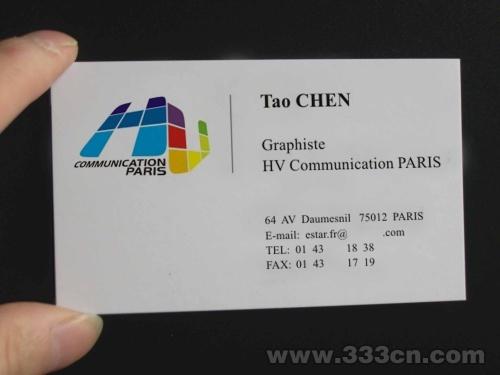 COMMUNICATION
PARIS
Tao CHEN
Graphiste
HV Communication PARIS
64 AV Daumesnil 75012 PARIS
E-mail: estar.fr@ .com
TEL: 01 43 18 38
FAX: 01 43 17 19
www.333cn.com